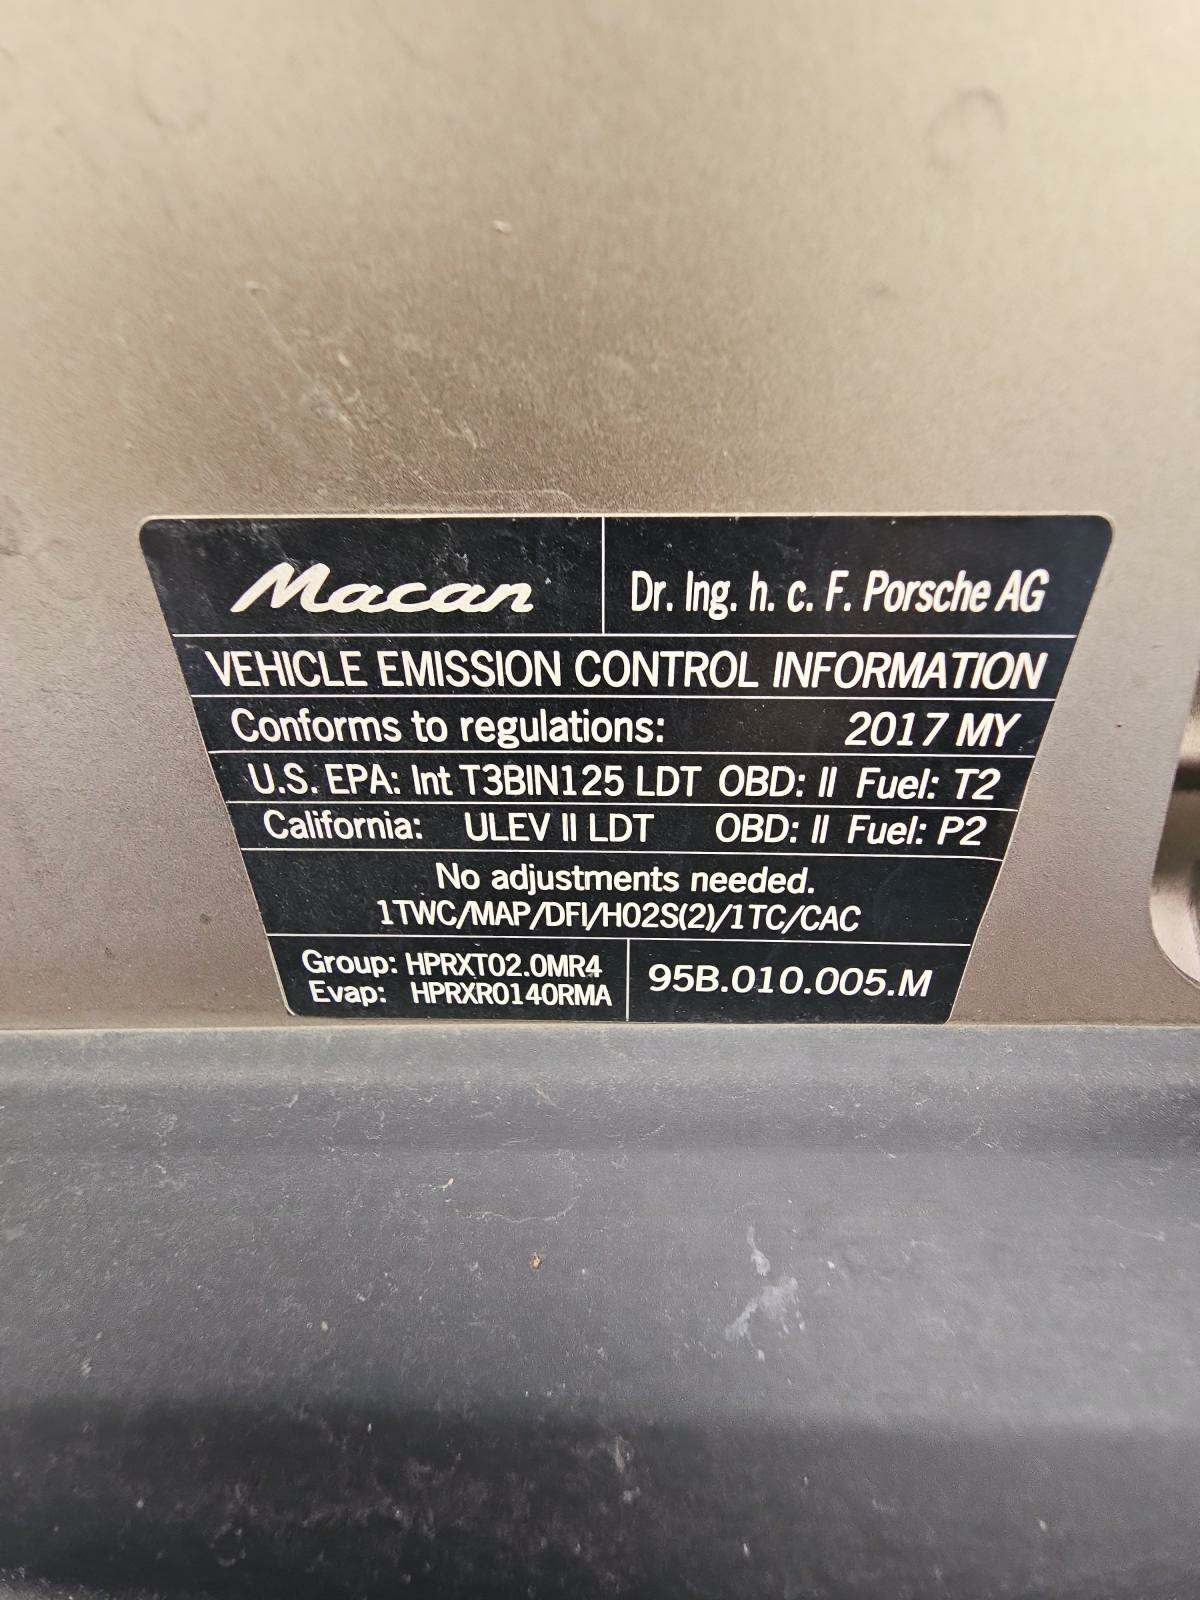 Macan
Dr. Ing. h. c. F. Porsche AG
VEHICLE EMISSION CONTROL INFORMATION
Conforms to regulations: 2017 MY
U.S. EPA: Int T3BIN125 LDT OBD: II Fuel: T2
California: ULEV II LDT OBD: II Fuel: P2
No adjustments needed.
1TWC/MAP/DFI/HO2S(2)/1TC/CAC
Group: HPRXT02.0MR4
Evap: HPRXR0140RMA
95B.010.005.M